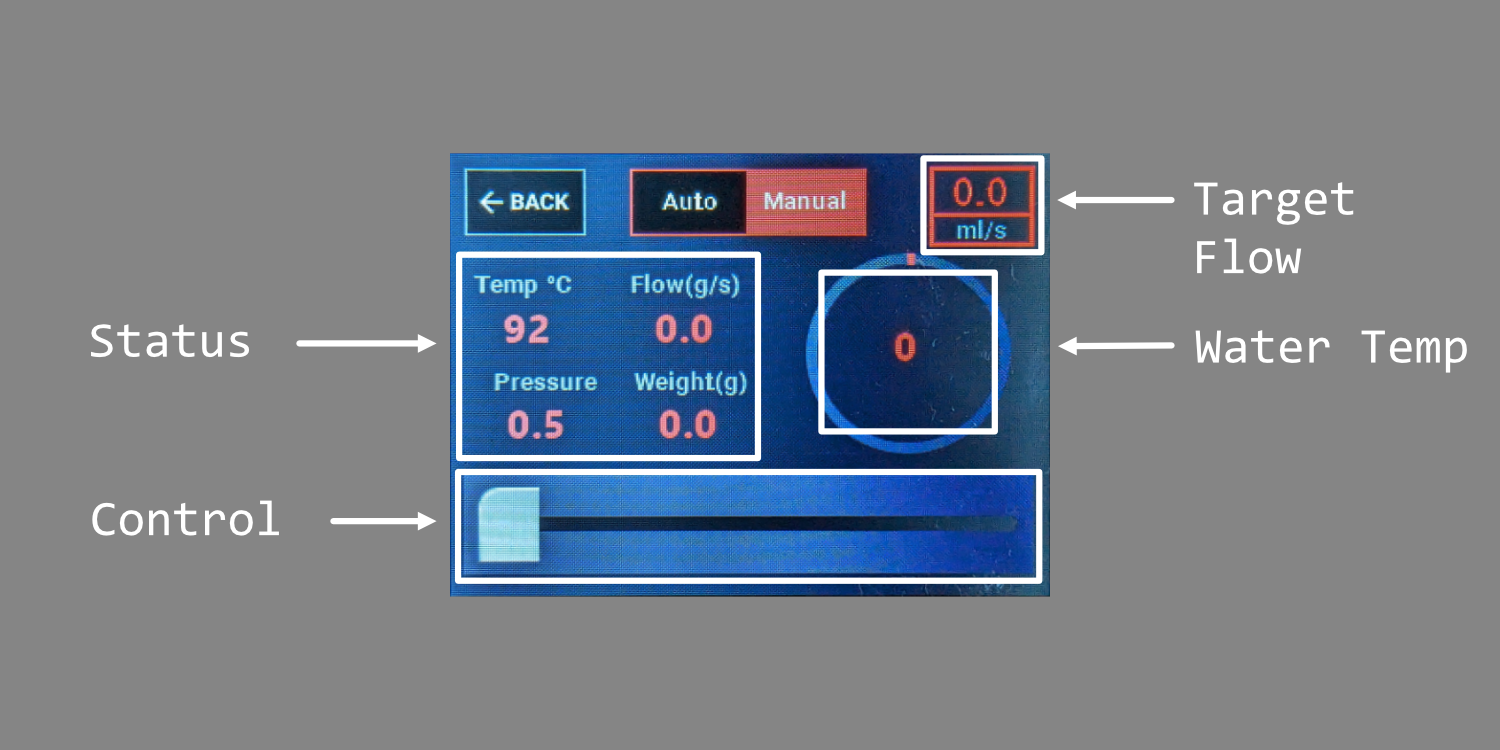 ← BACK
Auto
Manual
0.0
ml/s
Target
Flow
Temp °C
Flow(g/s)
92
0.0
Pressure
Weight(g)
0.5
0.0
0
Status
Water Temp
Control